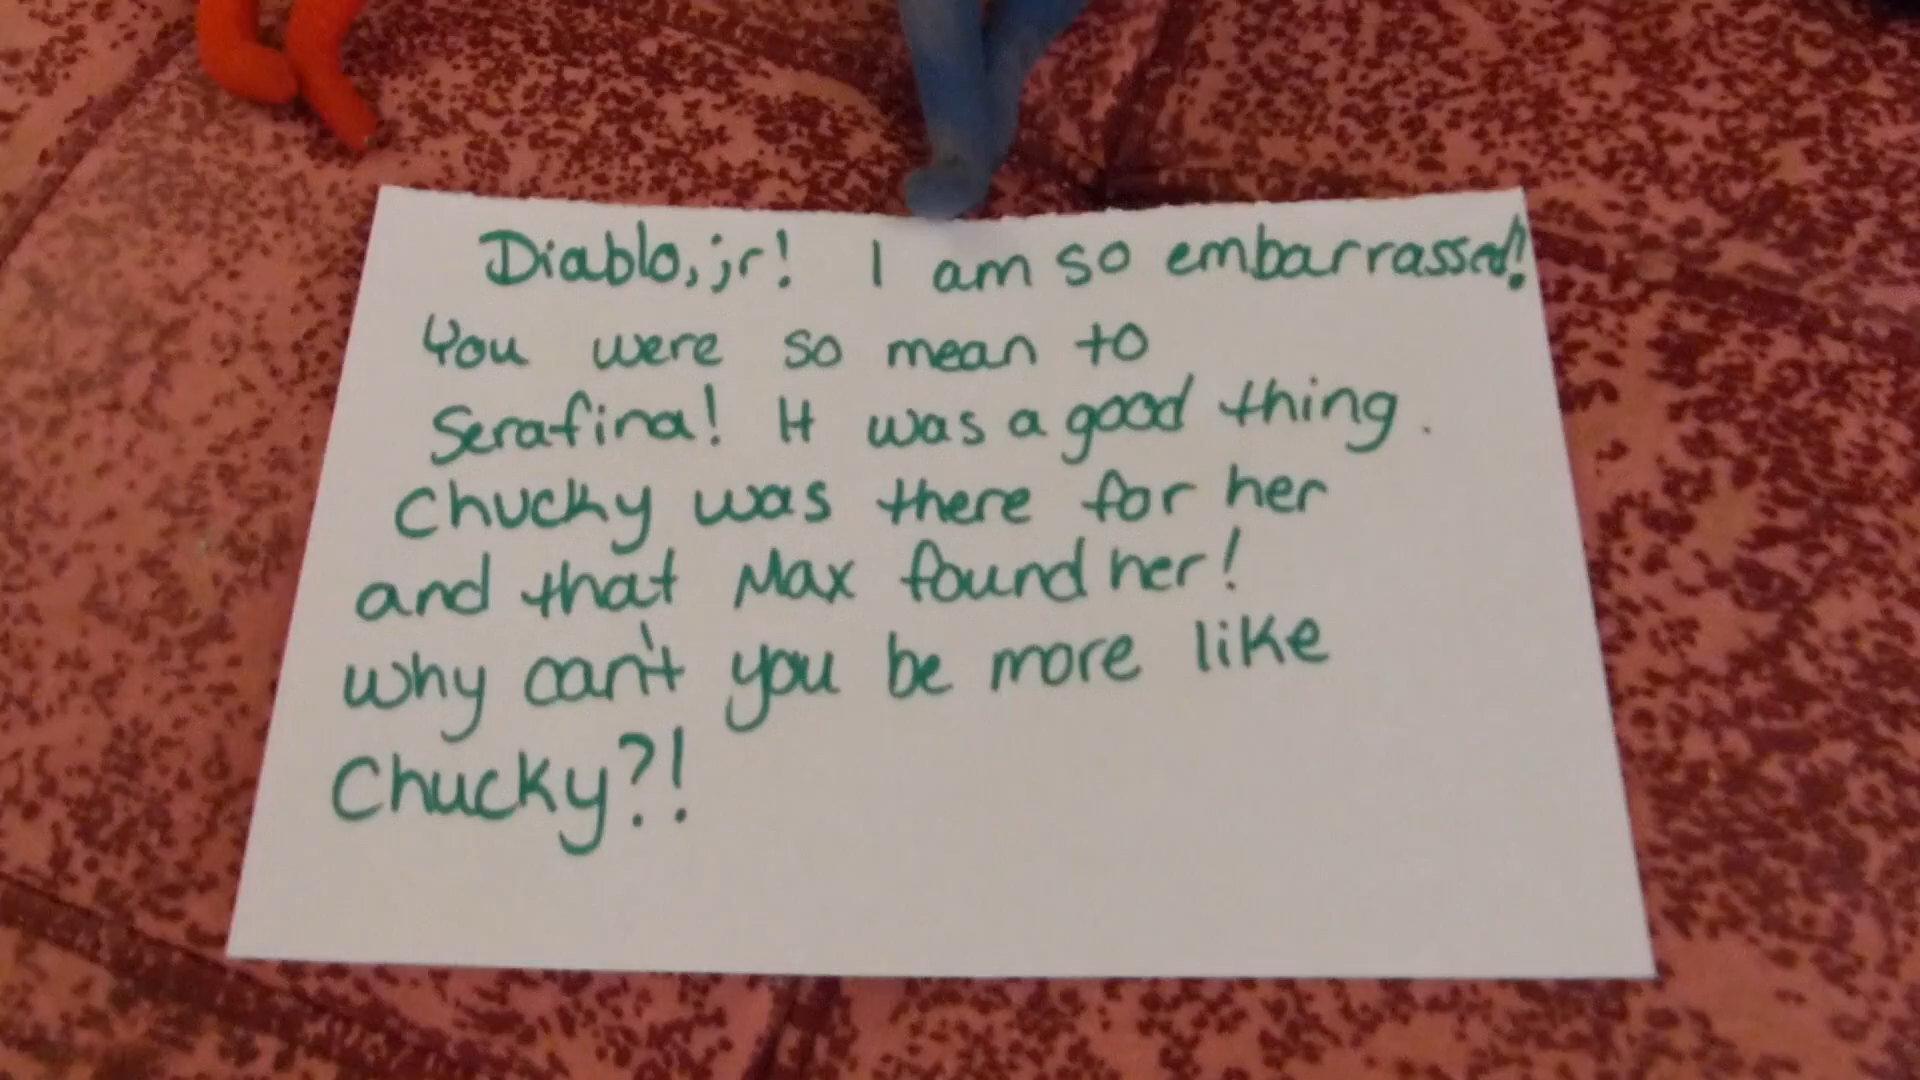 Diablo, jr! I am so embarrassed!
You were so mean to
Serafina! It was a good thing.
Chucky was there for her
and that Max found her!
why can't you be more like
Chucky?!